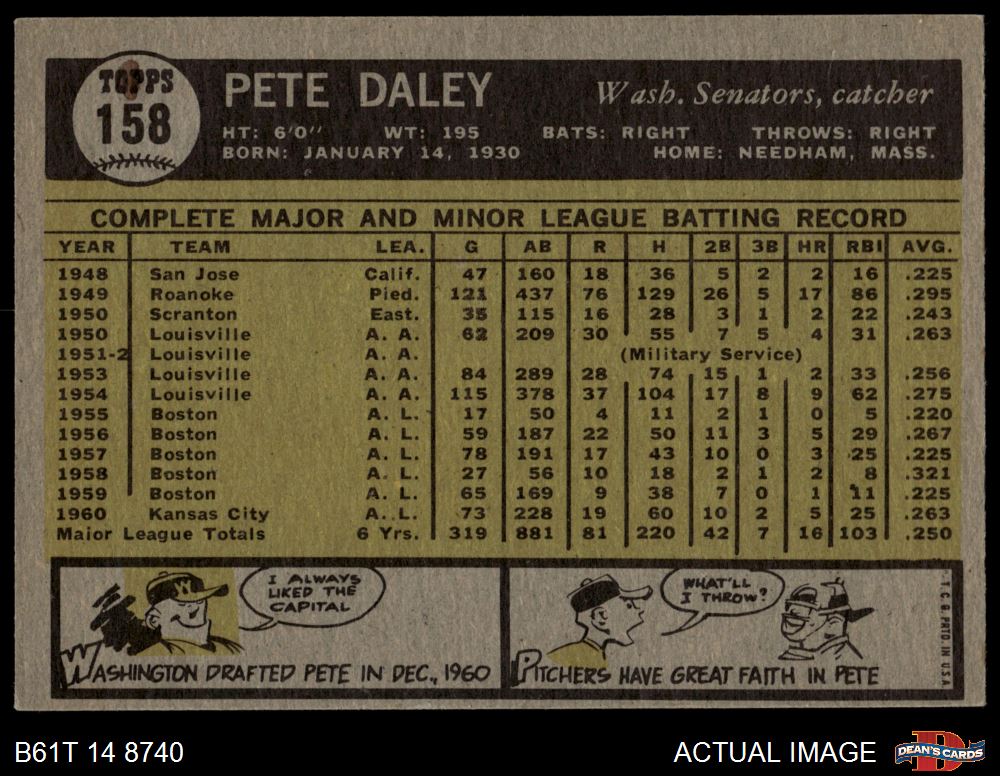 TOPPS
158
PETE DALEY
Wash. Senators, catcher
HT: 6'0" WT: 195 BATS: RIGHT THROWS: RIGHT
BORN: JANUARY 14, 1930 HOME: NEEDHAM, MASS.
COMPLETE MAJOR AND MINOR LEAGUE BATTING RECORD
YEAR TEAM LEA. G AB R H 2B 3B HR RBI AVG.
1948 San Jose Calif. 47 160 18 36 5 2 2 16 .225
1949 Roanoke Pied. 121 437 76 129 26 5 17 86 .295
1950 Scranton East. 35 115 16 28 3 1 2 22 .243
1950 Louisville A. A. 62 209 30 55 7 5 4 31 .263
1951-2 Louisville A. A. (Military Service)
1953 Louisville A. A. 84 289 28 74 15 1 2 33 .256
1954 Louisville A. A. 115 378 37 104 17 8 9 62 .275
1955 Boston A. L. 17 50 4 11 2 1 0 5 .220
1956 Boston A. L. 59 187 22 50 11 3 5 29 .267
1957 Boston A. L. 78 191 17 43 10 0 3 25 .225
1958 Boston A. L. 27 56 10 18 2 1 2 8 .321
1959 Boston A. L. 65 169 9 38 7 0 1 11 .225
1960 Kansas City A. L. 73 228 19 60 10 2 5 25 .263
Major League Totals 6 Yrs. 319 881 81 220 42 7 16 103 .250
I ALWAYS
LIKED THE
CAPITAL
W
WASHINGTON DRAFTED PETE IN DEC., 1960
WHAT'LL
I THROW?
PITCHERS HAVE GREAT FAITH IN PETE
* T. C. G. PRTD. IN U.S.A.
B61T 14 8740
ACTUAL IMAGE
D
DEAN'S CARDS